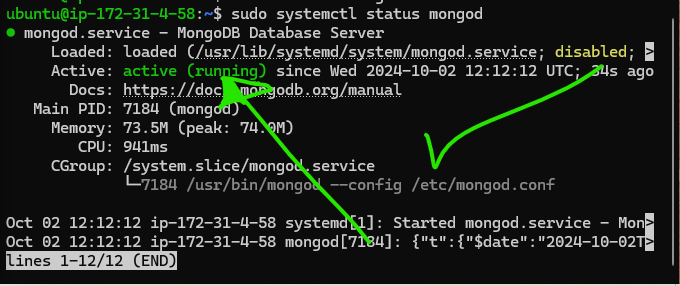 ubuntu@ip-172-31-4-58:~$ sudo systemctl status mongod
● mongod.service - MongoDB Database Server
Loaded: loaded (/usr/lib/systemd/system/mongod.service; disabled; >
Active: active (running) since Wed 2024-10-02 12:12:12 UTC; 34s ago
Docs: https://docs.mongodb.org/manual
Main PID: 7184 (mongod)
Memory: 73.5M (peak: 74.0M)
CPU: 941ms
CGroup: /system.slice/mongod.service
└─7184 /usr/bin/mongod --config /etc/mongod.conf
Oct 02 12:12:12 ip-172-31-4-58 systemd[1]: Started mongod.service - Mon>
Oct 02 12:12:12 ip-172-31-4-58 mongod[7184]: {"t":{"$date":"2024-10-02T>
lines 1-12/12 (END)